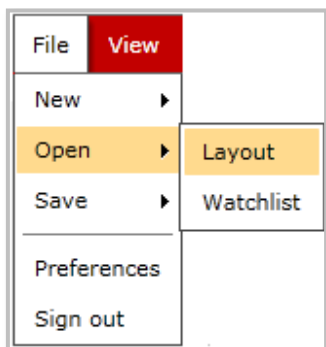 File View
New
Open
Layout
Save
Watchlist
Preferences
Sign out